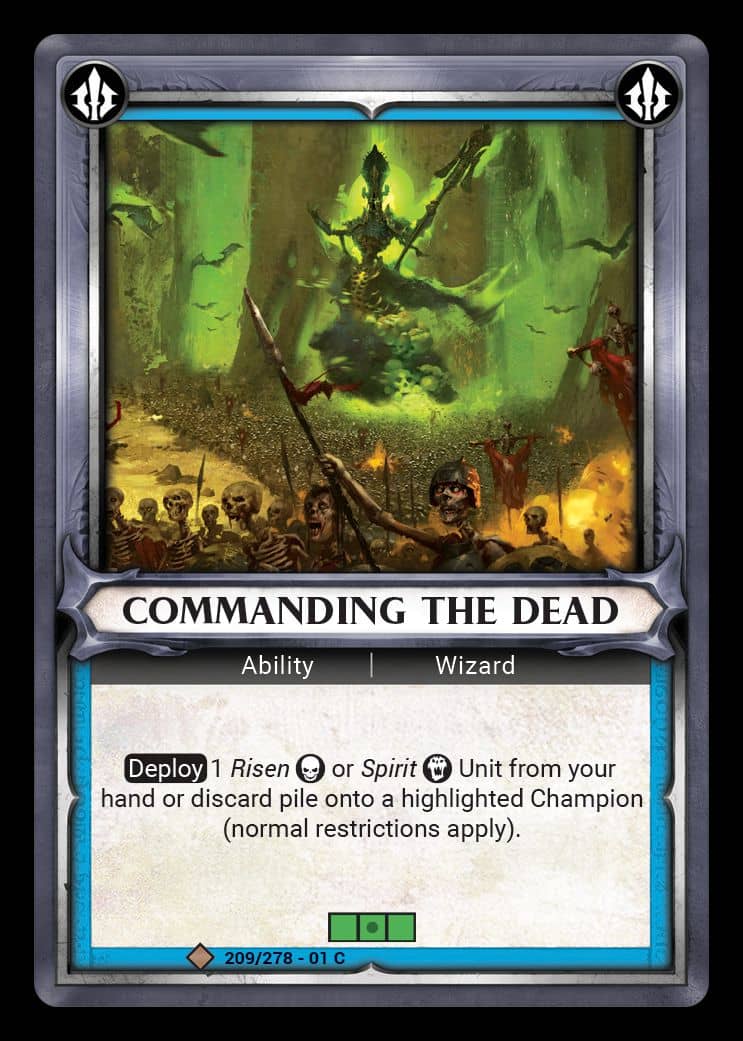 COMMANDING THE DEAD
Ability | Wizard
Deploy 1 Risen or Spirit Unit from your
hand or discard pile onto a highlighted Champion
(normal restrictions apply).
209/278 - 01 C